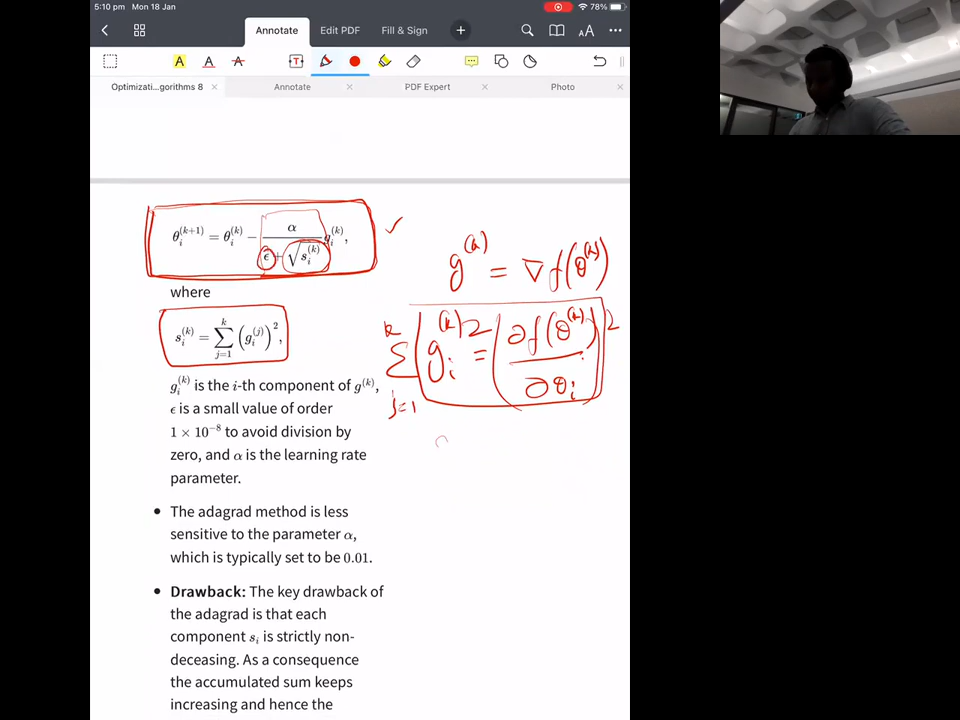 5:10 pm Mon 18 Jan
78%
Annotate Edit PDF Fill & Sign
A A A T AA
Optimizati...gorithms 8 Annotate PDF Expert Photo
θ_i^(k+1) = θ_i^(k) − α / (ϵ + √s_i^(k)) g_i^(k),
g^(k) = ∇f(θ^(k))
where
s_i^(k) = ∑_{j=1}^{k} (g_i^(j))²,
∑_{j=1}^{k} g_i^(k)2 = (∂f(θ^(k)) / ∂θ_i)²
g_i^(k) is the i-th component of g^(k),
ϵ is a small value of order
1 × 10⁻⁸ to avoid division by
zero, and α is the learning rate
parameter.
• The adagrad method is less
sensitive to the parameter α,
which is typically set to be 0.01.
• Drawback: The key drawback of
the adagrad is that each
component s_i is strictly non-
deceasing. As a consequence
the accumulated sum keeps
increasing and hence the